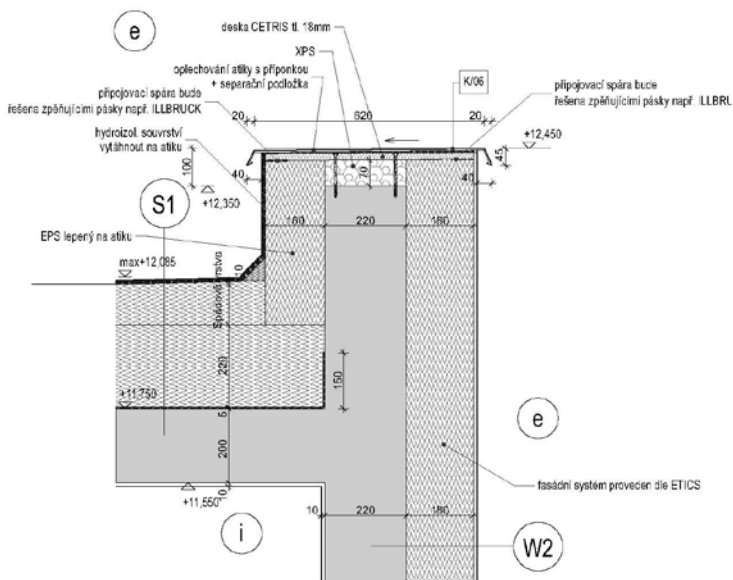 e
deska CETRIS tl. 18mm
XPS
oplechování atiky s příponkou
+ separační podložka
K/06
připojovací spára bude
řešena zpěňujícími pásky např. ILLBRUCK
připojovací spára bude
řešena zpěňujícími pásky např. ILLBRU
20
620
20
hydroizol. souvrství
vytáhnout na atiku
+12,450
100
45
40
70
40
+12,350
S1
180
220
180
EPS lepený na atiku
max+12,085
10
Spádová vrstva
220
150
+11,750
5
e
200
fasádní systém proveden dle ETICS
10
+11,550
i
10
220
180
W2